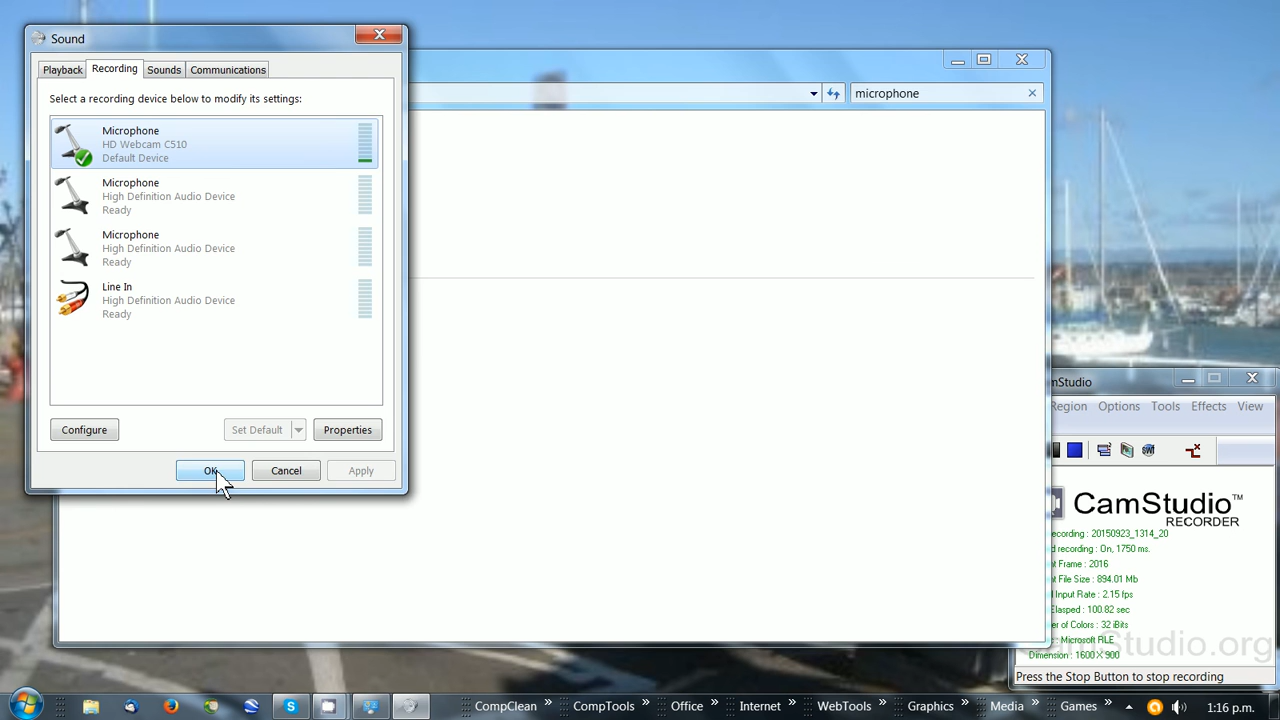 Sound
Playback
Recording
Sounds
Communications
microphone
Select a recording device below to modify its settings:
Microphone
D Webcam C510
Default Device
Microphone
High Definition Audio Device
Ready
Microphone
High Definition Audio Device
Ready
ine In
High Definition Audio Device
Ready
Configure
Set Default
Properties
OK
Cancel
Apply
mStudio
Region Options Tools Effects View
CamStudio™
RECORDER
ecording : 20150923_1314_20
d recording : On, 1750 ms.
nt Frame : 2016
nt File Size : 894.01 Mb
l Input Rate : 2.15 fps
Elasped : 100.82 sec
er of Colors : 32 iBits
: Microsoft RLE
Dimension : 1600 X 900
CamStudio.org
Press the Stop Button to stop recording
CompClean » CompTools » Office » Internet » WebTools » Graphics » Media » Games » 1:16 p.m.